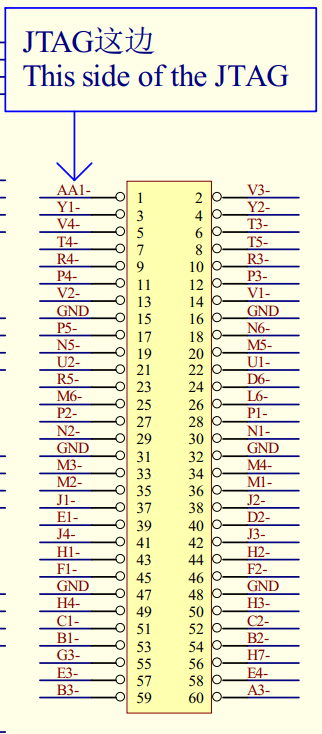 JTAG这边
This side of the JTAG
AA1- 1 2 V3-
Y1- 3 4 Y2-
V4- 5 6 T3-
T4- 7 8 T5-
R4- 9 10 R3-
P4- 11 12 P3-
V2- 13 14 V1-
GND 15 16 GND
P5- 17 18 N6-
N5- 19 20 M5-
U2- 21 22 U1-
R5- 23 24 D6-
M6- 25 26 L6-
P2- 27 28 P1-
N2- 29 30 N1-
GND 31 32 GND
M3- 33 34 M4-
M2- 35 36 M1-
J1- 37 38 J2-
E1- 39 40 D2-
J4- 41 42 J3-
H1- 43 44 H2-
F1- 45 46 F2-
GND 47 48 GND
H4- 49 50 H3-
C1- 51 52 C2-
B1- 53 54 B2-
G3- 55 56 H7-
E3- 57 58 E4-
B3- 59 60 A3-